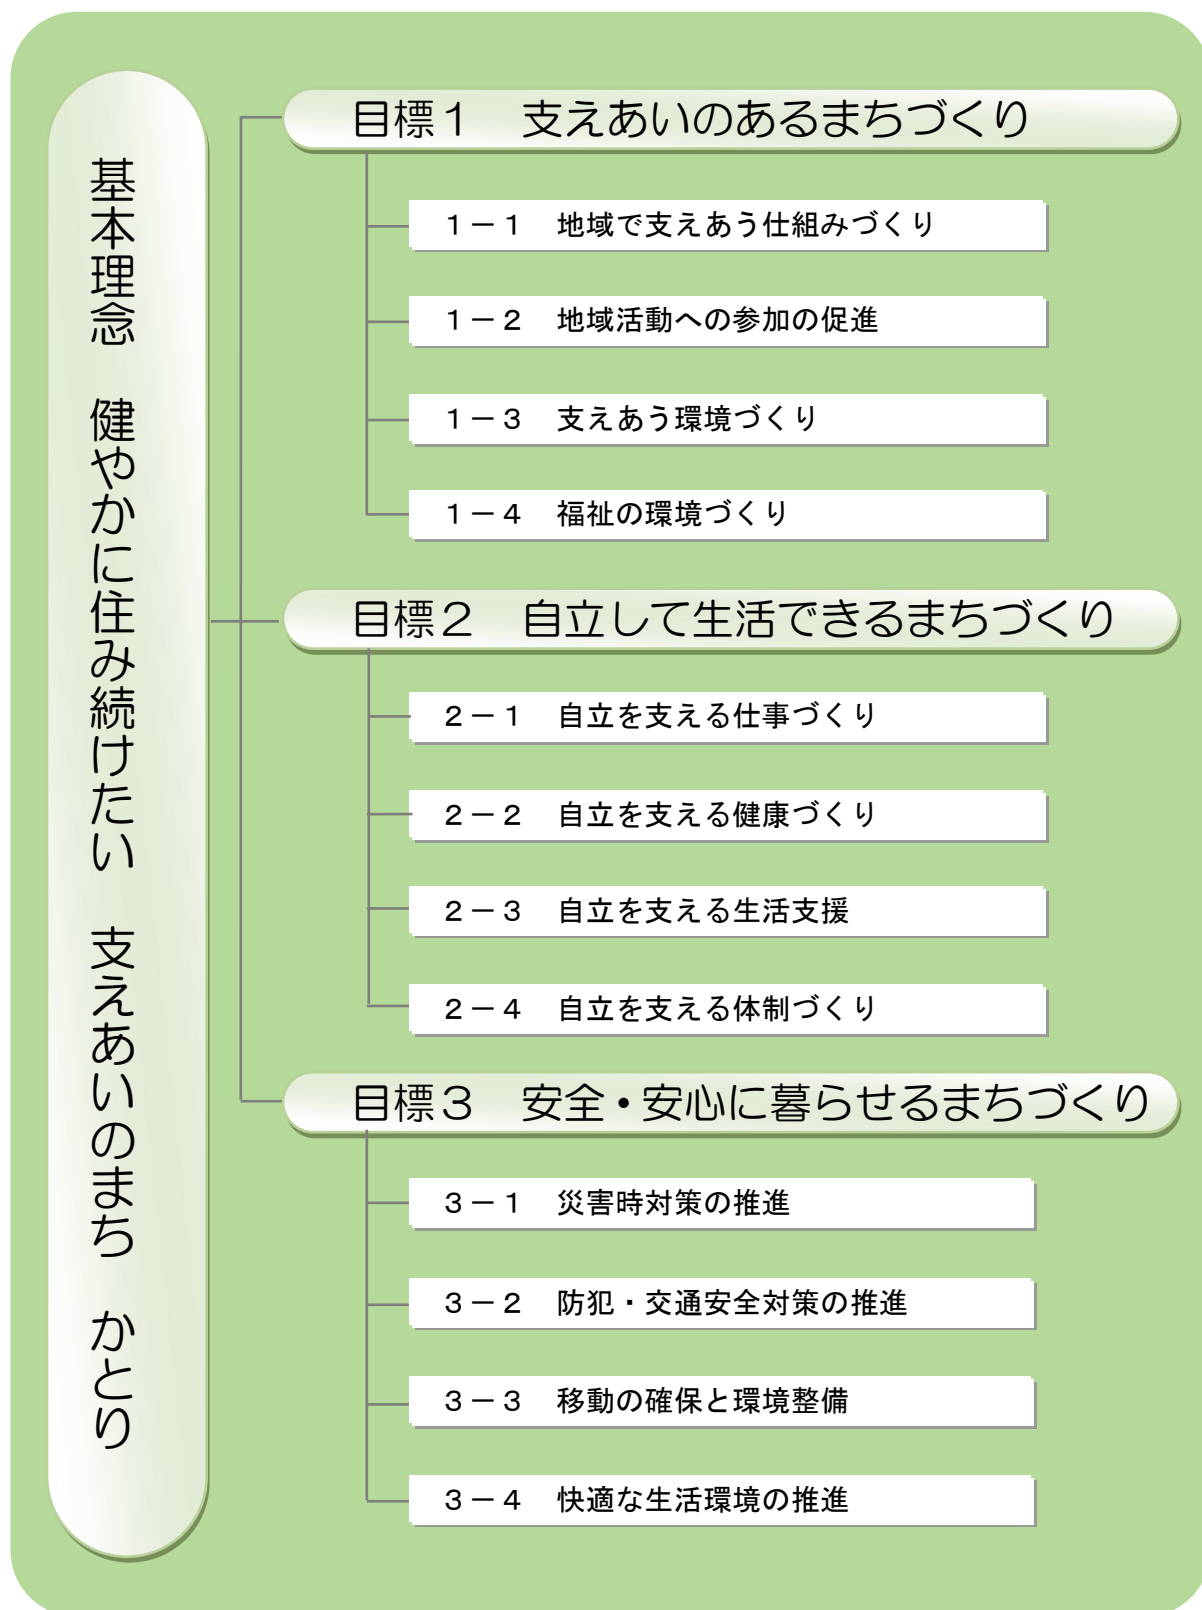 基本理念　健やかに住み続けたい　支えあいのまち　かとり
目標１　支えあいのあるまちづくり
１－１　地域で支えあう仕組みづくり
１－２　地域活動への参加の促進
１－３　支えあう環境づくり
１－４　福祉の環境づくり
目標２　自立して生活できるまちづくり
２－１　自立を支える仕事づくり
２－２　自立を支える健康づくり
２－３　自立を支える生活支援
２－４　自立を支える体制づくり
目標３　安全・安心に暮らせるまちづくり
３－１　災害時対策の推進
３－２　防犯・交通安全対策の推進
３－３　移動の確保と環境整備
３－４　快適な生活環境の推進